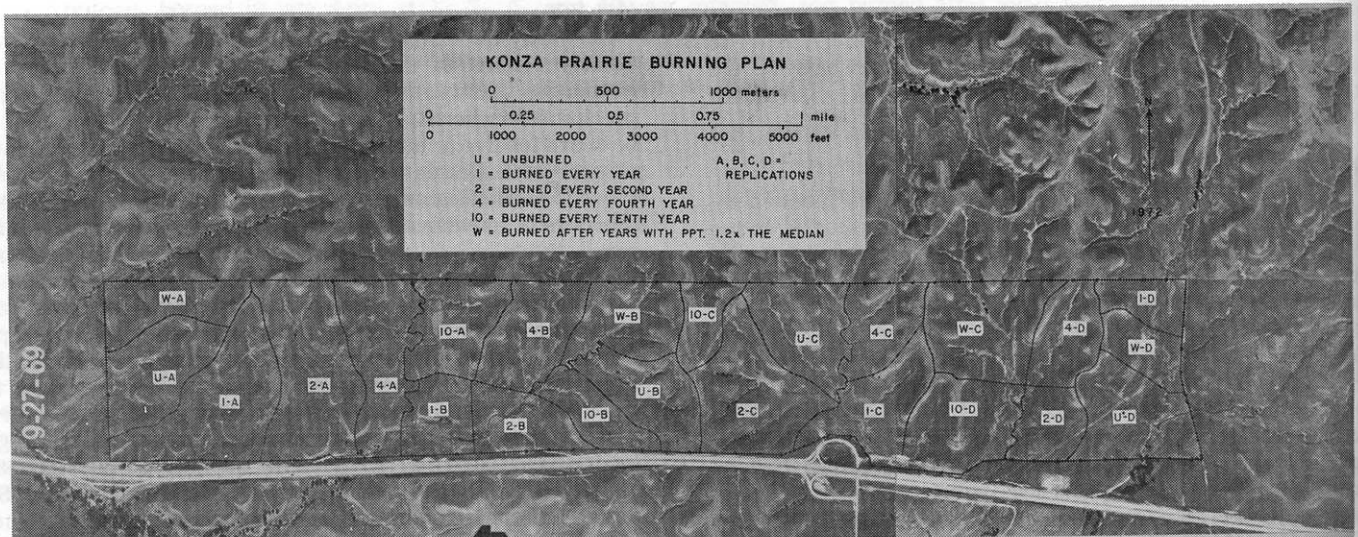 KONZA PRAIRIE BURNING PLAN
0 500 1000 meters
0 0.25 0.5 0.75 mile
0 1000 2000 3000 4000 5000 feet
U = UNBURNED
1 = BURNED EVERY YEAR
2 = BURNED EVERY SECOND YEAR
4 = BURNED EVERY FOURTH YEAR
10 = BURNED EVERY TENTH YEAR
W = BURNED AFTER YEARS WITH PPT. 1.2x THE MEDIAN
A, B, C, D =
REPLICATIONS
N
1972
9-27-69
W-A
U-A
1-A
2-A
4-A
10-A
1-B
4-B
2-B
W-B
10-B
U-B
10-C
2-C
U-C
4-C
1-C
W-C
10-D
4-D
2-D
1-D
W-D
U-D